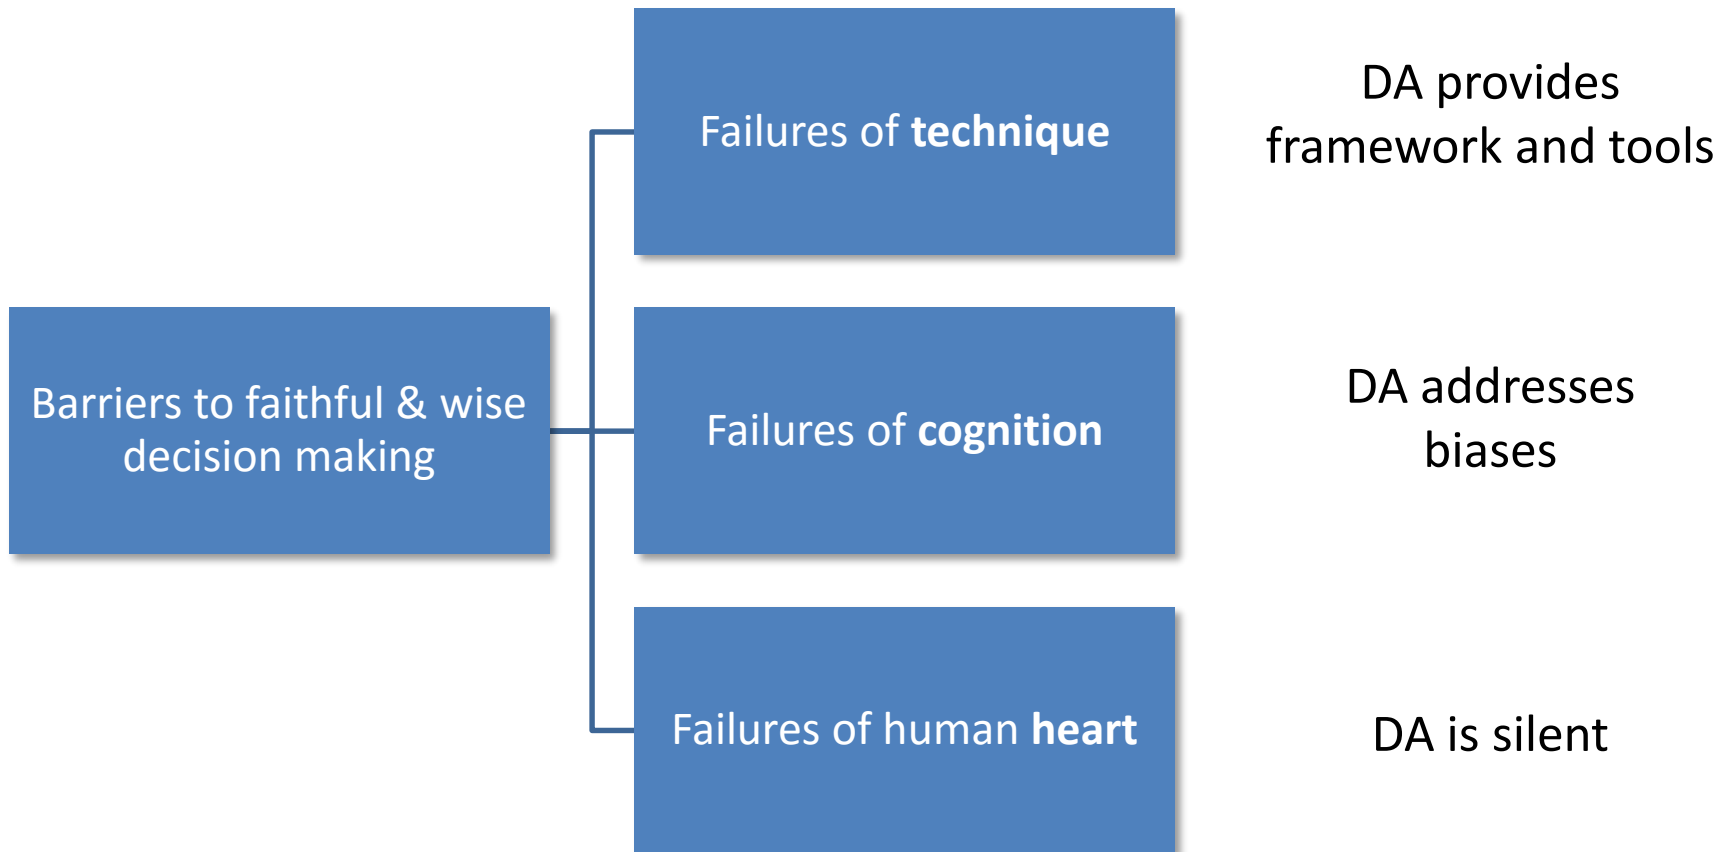 Failures of technique
DA provides
framework and tools
Barriers to faithful & wise
decision making
Failures of cognition
DA addresses
biases
Failures of human heart
DA is silent